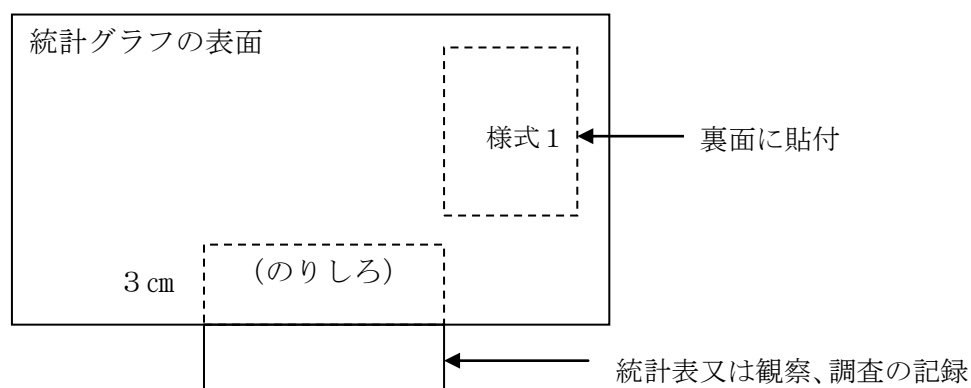 統計グラフの表面
様式１
裏面に貼付
(のりしろ)
３㎝
統計表又は観察、調査の記録